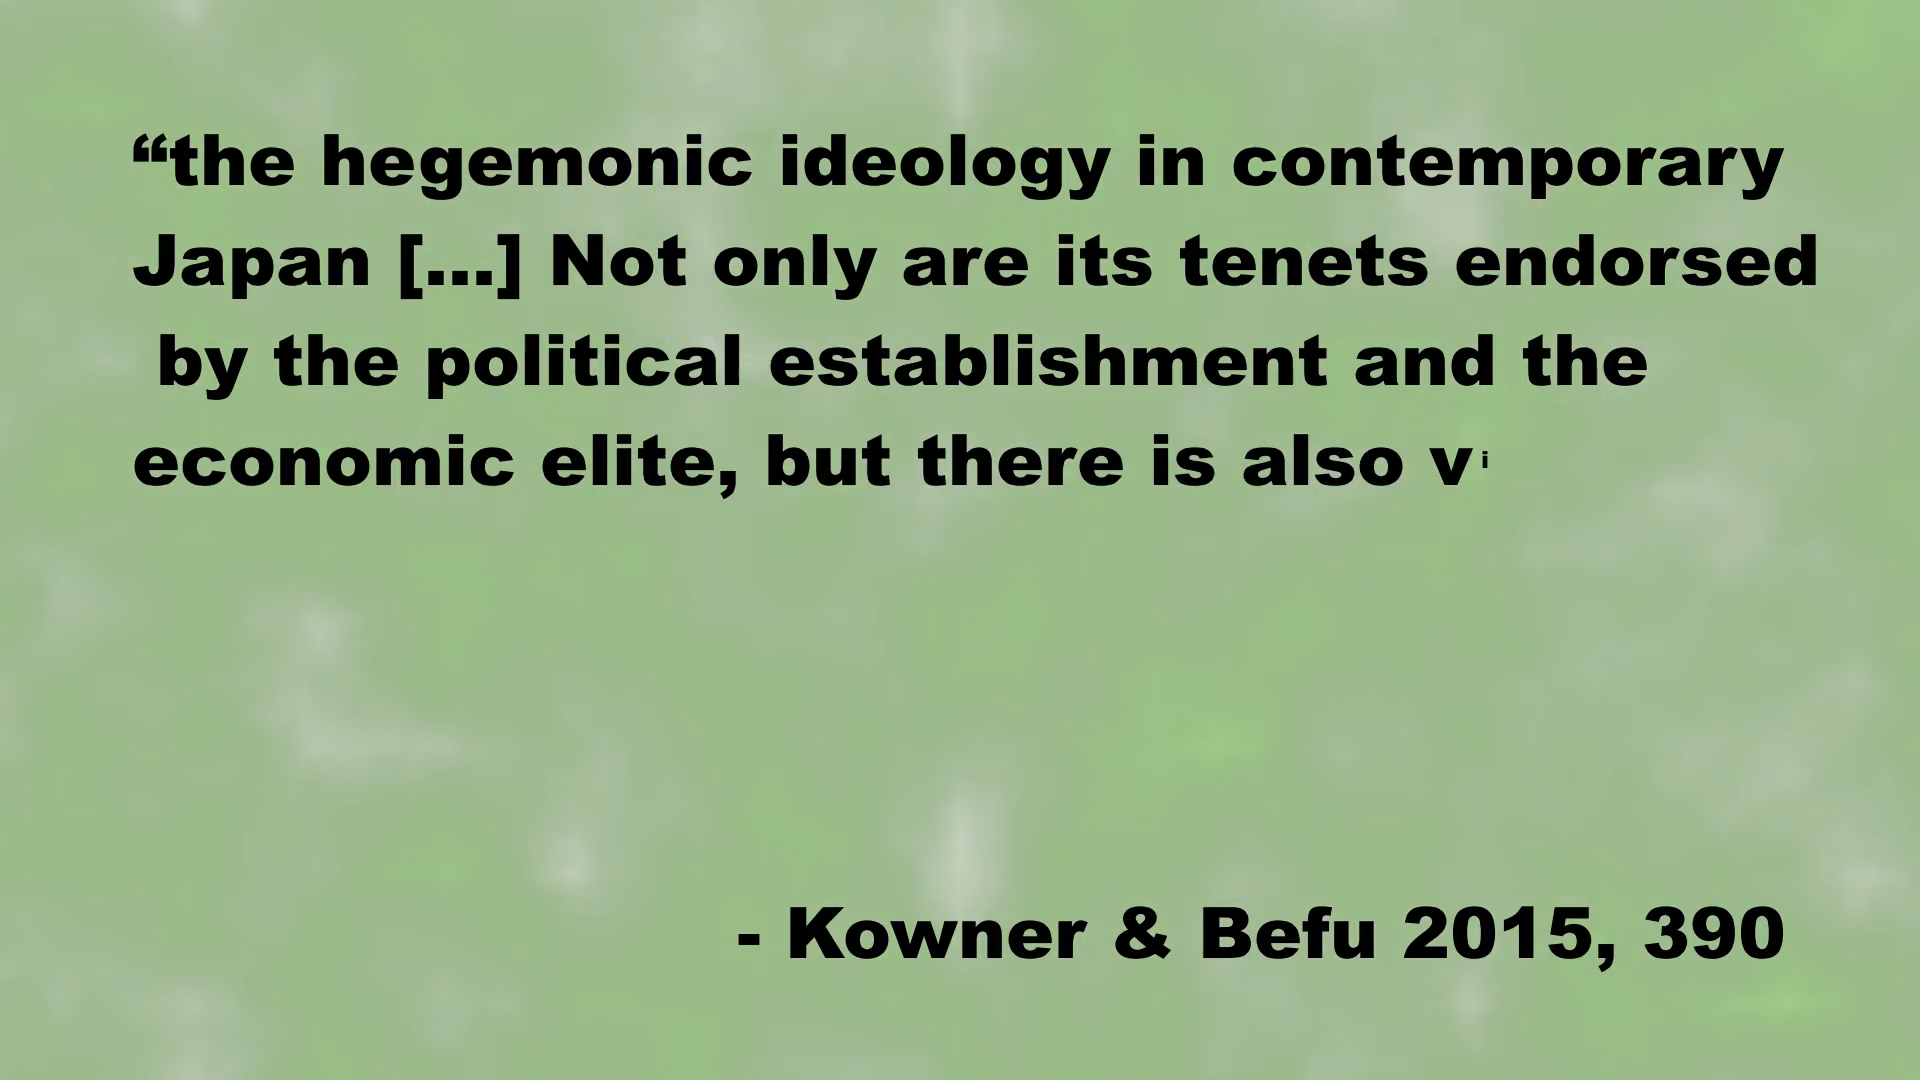 “the hegemonic ideology in contemporary
Japan [...] Not only are its tenets endorsed
by the political establishment and the
economic elite, but there is also vi
- Kowner & Befu 2015, 390